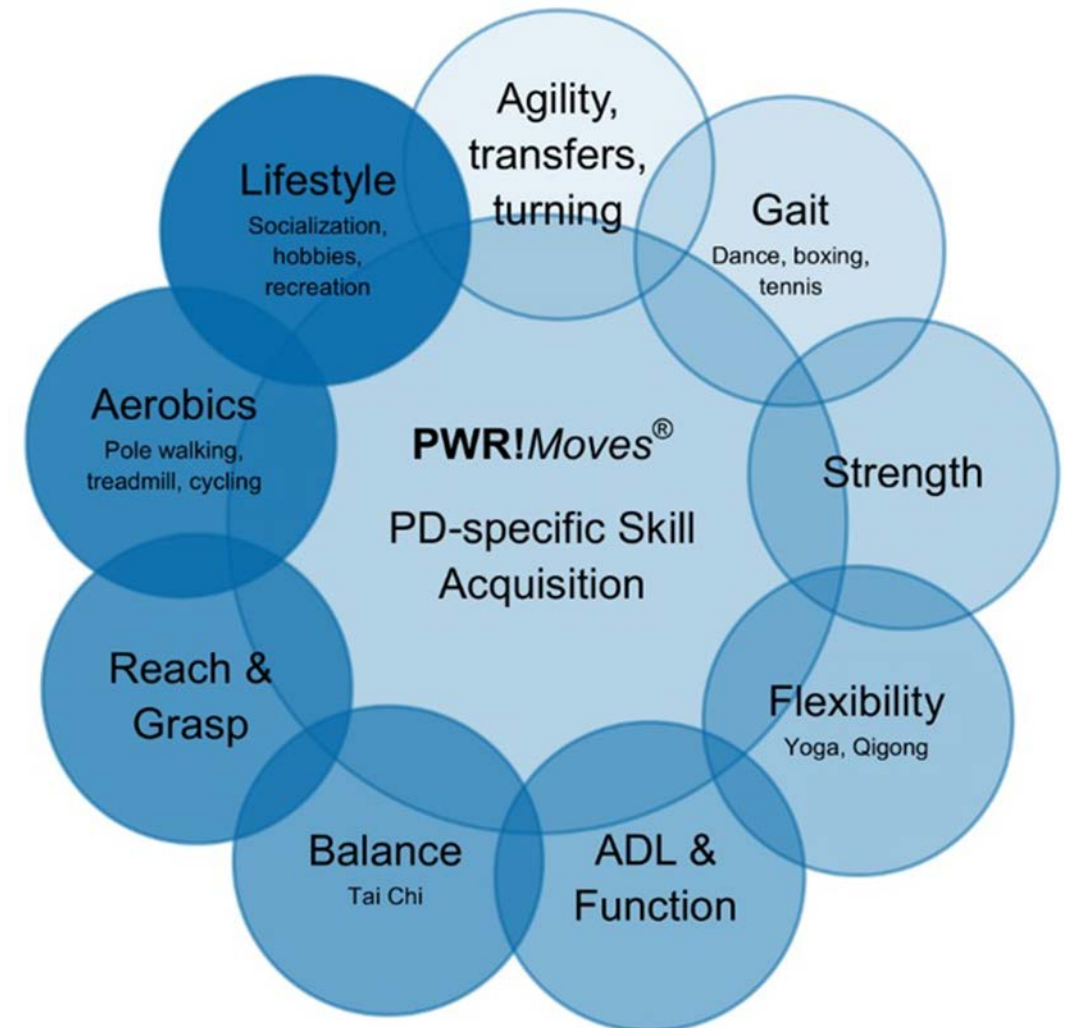 Agility,
transfers,
turning
Gait
Dance, boxing,
tennis
Strength
Flexibility
Yoga, Qigong
ADL &
Function
Balance
Tai Chi
Reach &
Grasp
Aerobics
Pole walking,
treadmill, cycling
Lifestyle
Socialization,
hobbies,
recreation
PWR!Moves®
PD-specific Skill
Acquisition